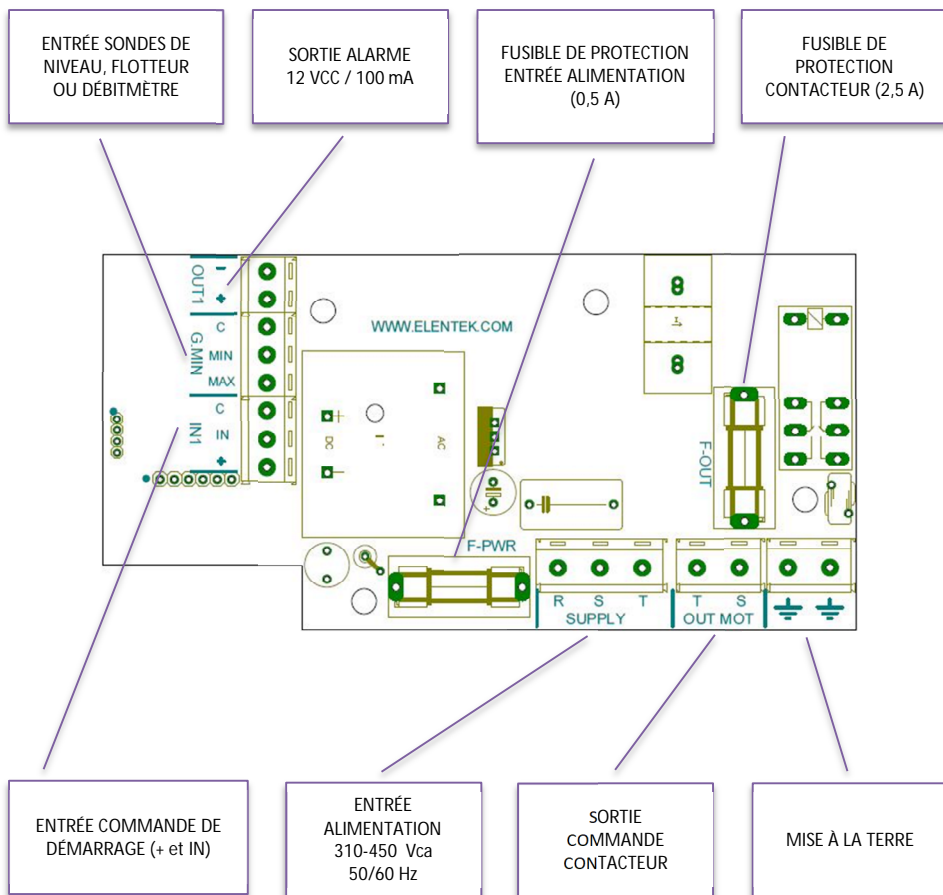 ENTRÉE SONDES DE
NIVEAU, FLOTTEUR
OU DÉBITMÈTRE
SORTIE ALARME
12 VCC / 100 mA
FUSIBLE DE PROTECTION
ENTRÉE ALIMENTATION
(0,5 A)
FUSIBLE DE
PROTECTION
CONTACTEUR (2,5 A)
OUT1
-
+
G.MIN
C
MIN
MAX
IN1
C
IN
+
WWW.ELENTEK.COM
DC
AC
+
F-OUT
F-PWR
R S T
SUPPLY
T S
OUT MOT
ENTRÉE COMMANDE DE
DÉMARRAGE (+ et IN)
ENTRÉE
ALIMENTATION
310-450 Vca
50/60 Hz
SORTIE
COMMANDE
CONTACTEUR
MISE À LA TERRE